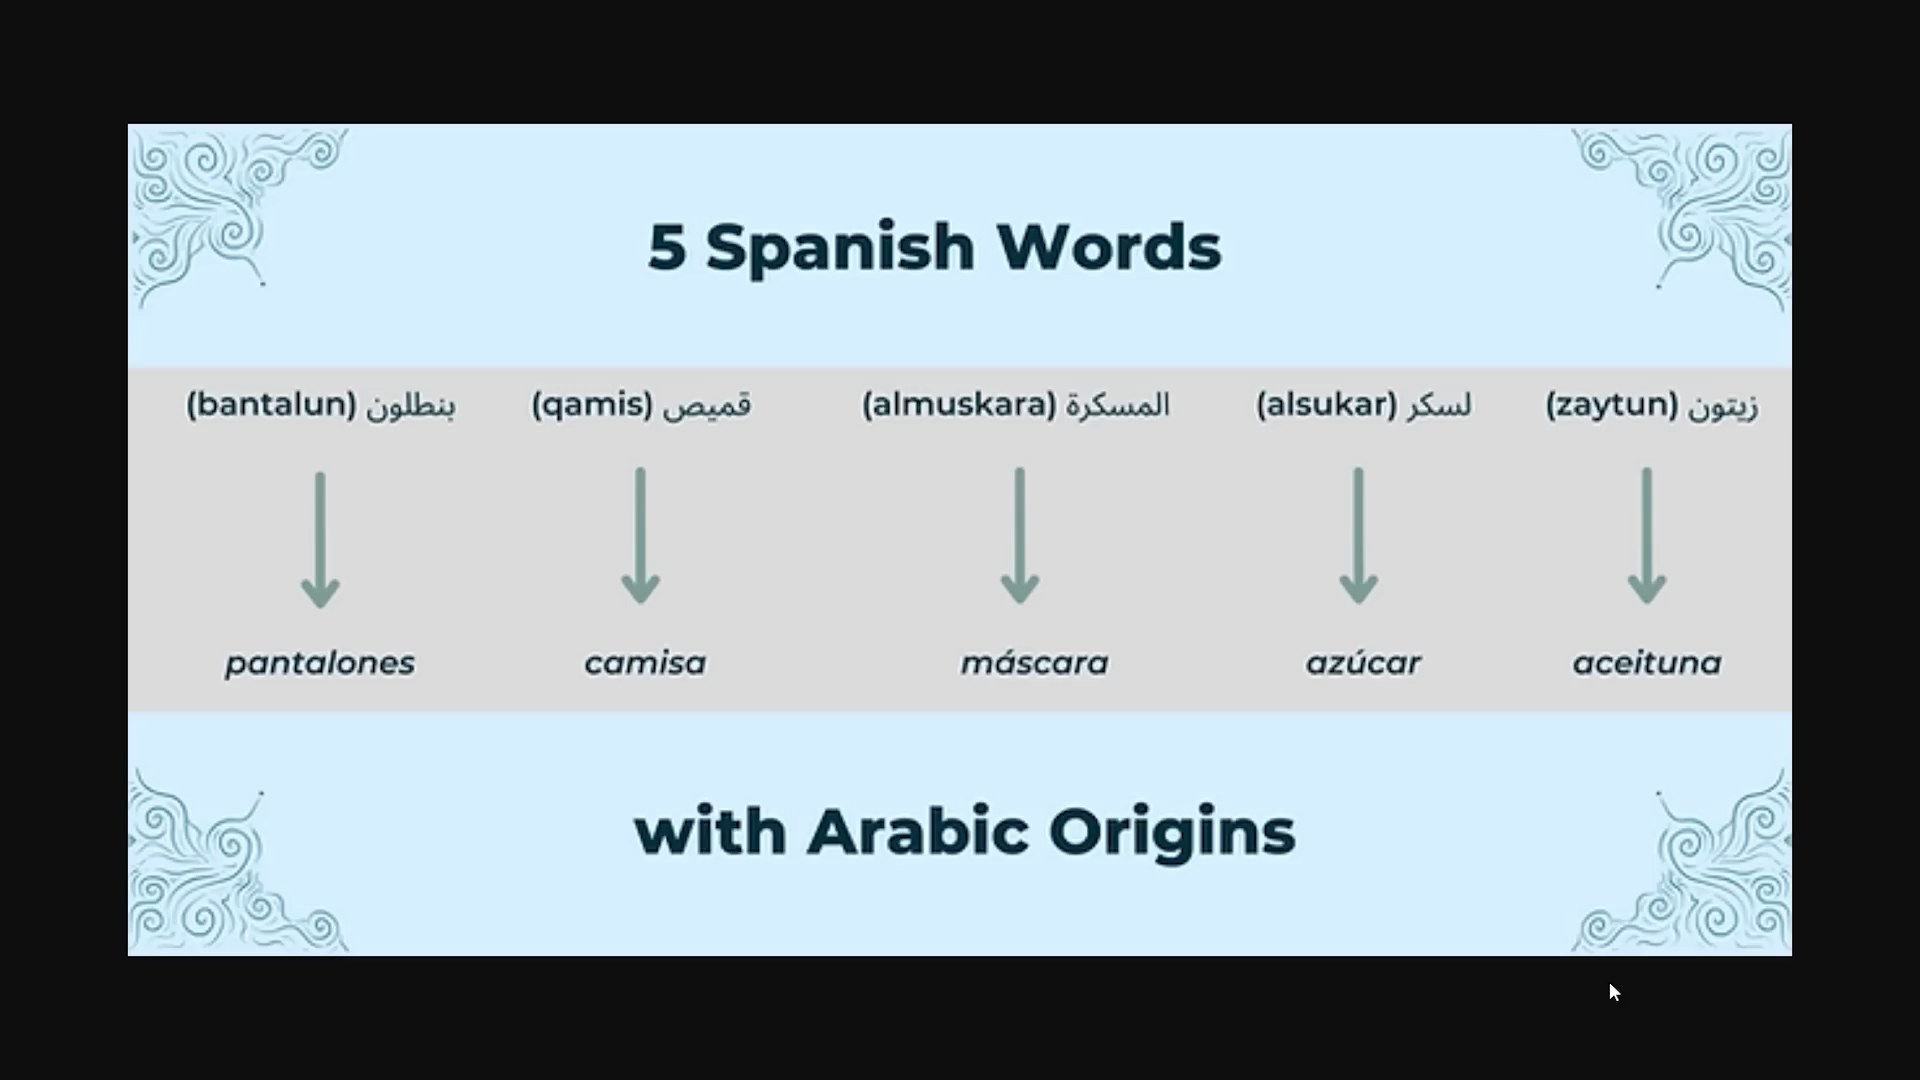 5 Spanish Words
(bantalun) بنطلون
(qamis) قميص
(almuskara) المسكرة
(alsukar) لسكر
(zaytun) زيتون
pantalones
camisa
máscara
azúcar
aceituna
with Arabic Origins